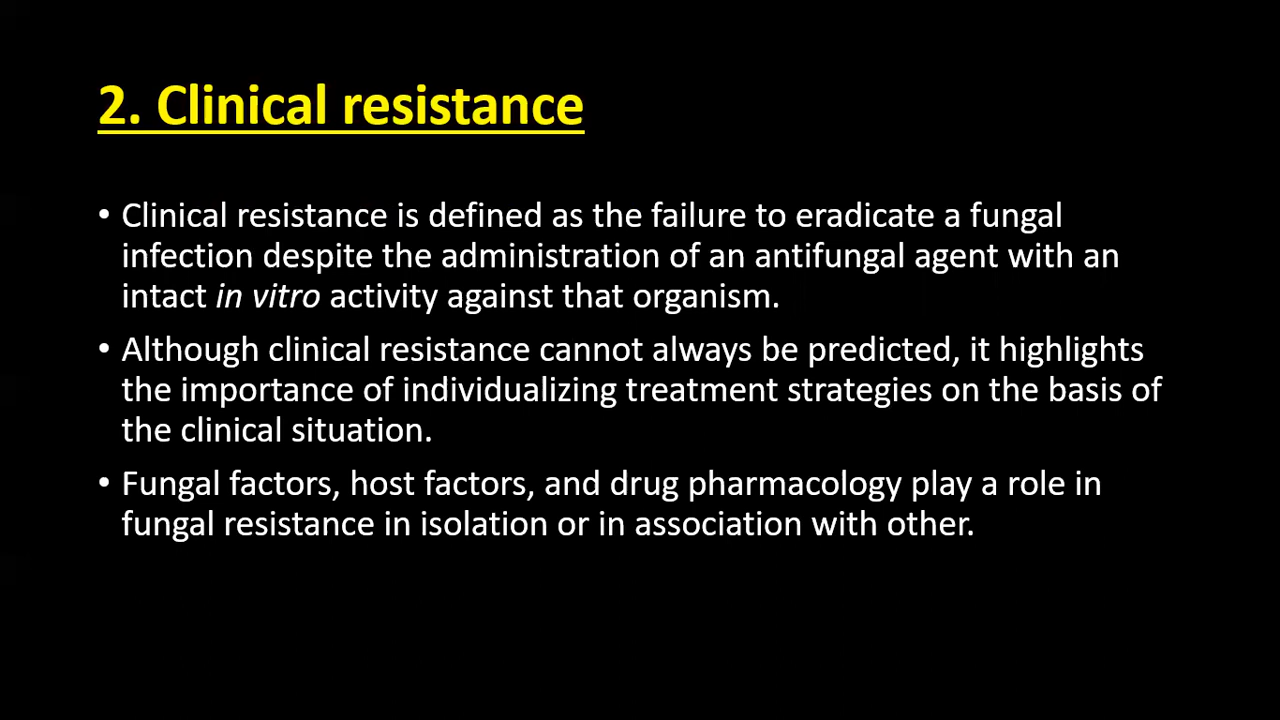 2. Clinical resistance
• Clinical resistance is defined as the failure to eradicate a fungal
infection despite the administration of an antifungal agent with an
intact in vitro activity against that organism.
• Although clinical resistance cannot always be predicted, it highlights
the importance of individualizing treatment strategies on the basis of
the clinical situation.
• Fungal factors, host factors, and drug pharmacology play a role in
fungal resistance in isolation or in association with other.